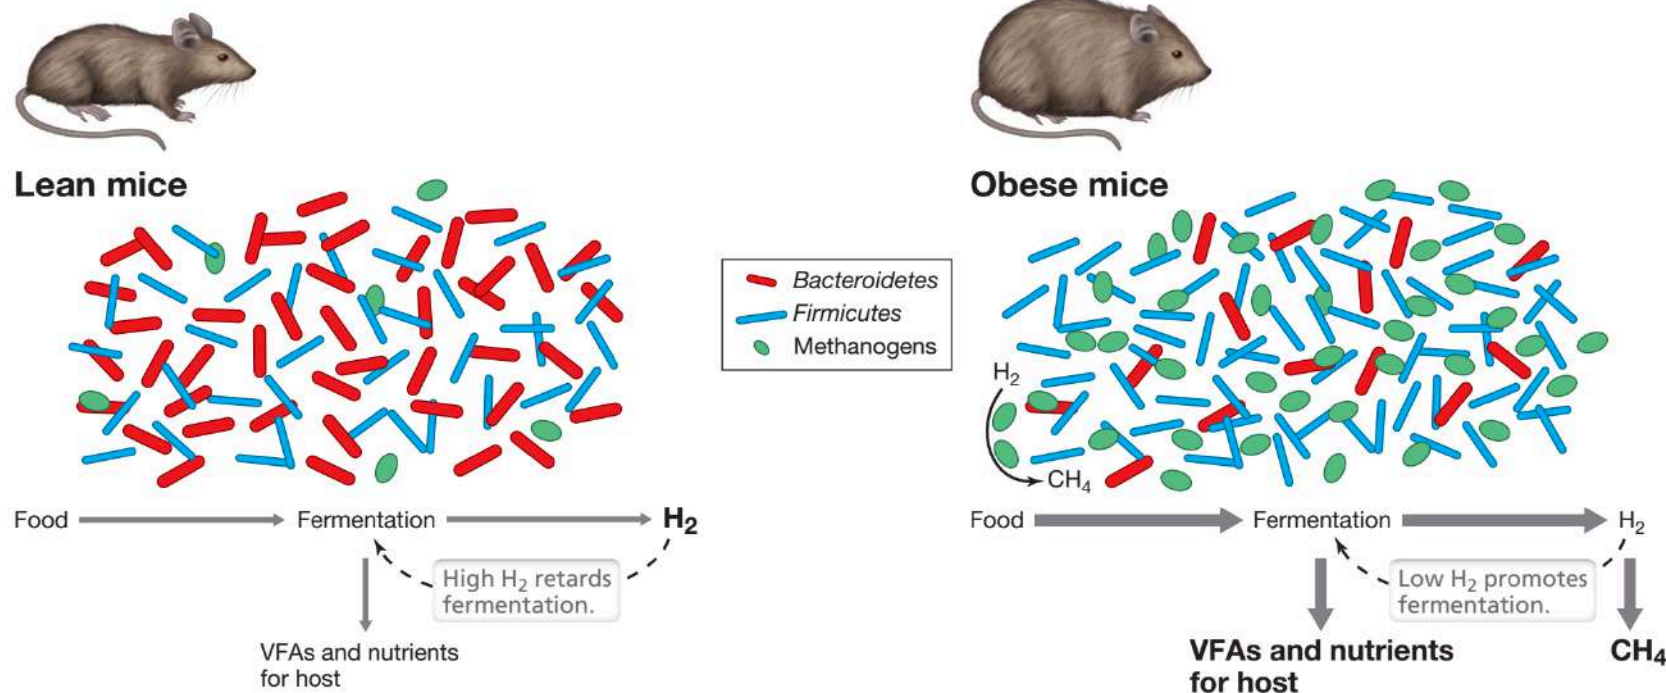 Lean mice
Obese mice
Bacteroidetes
Firmicutes
Methanogens
H₂
CH₄
Food
Fermentation
H₂
High H₂ retards
fermentation.
VFAs and nutrients
for host
Food
Fermentation
H₂
Low H₂ promotes
fermentation.
VFAs and nutrients
for host
CH₄